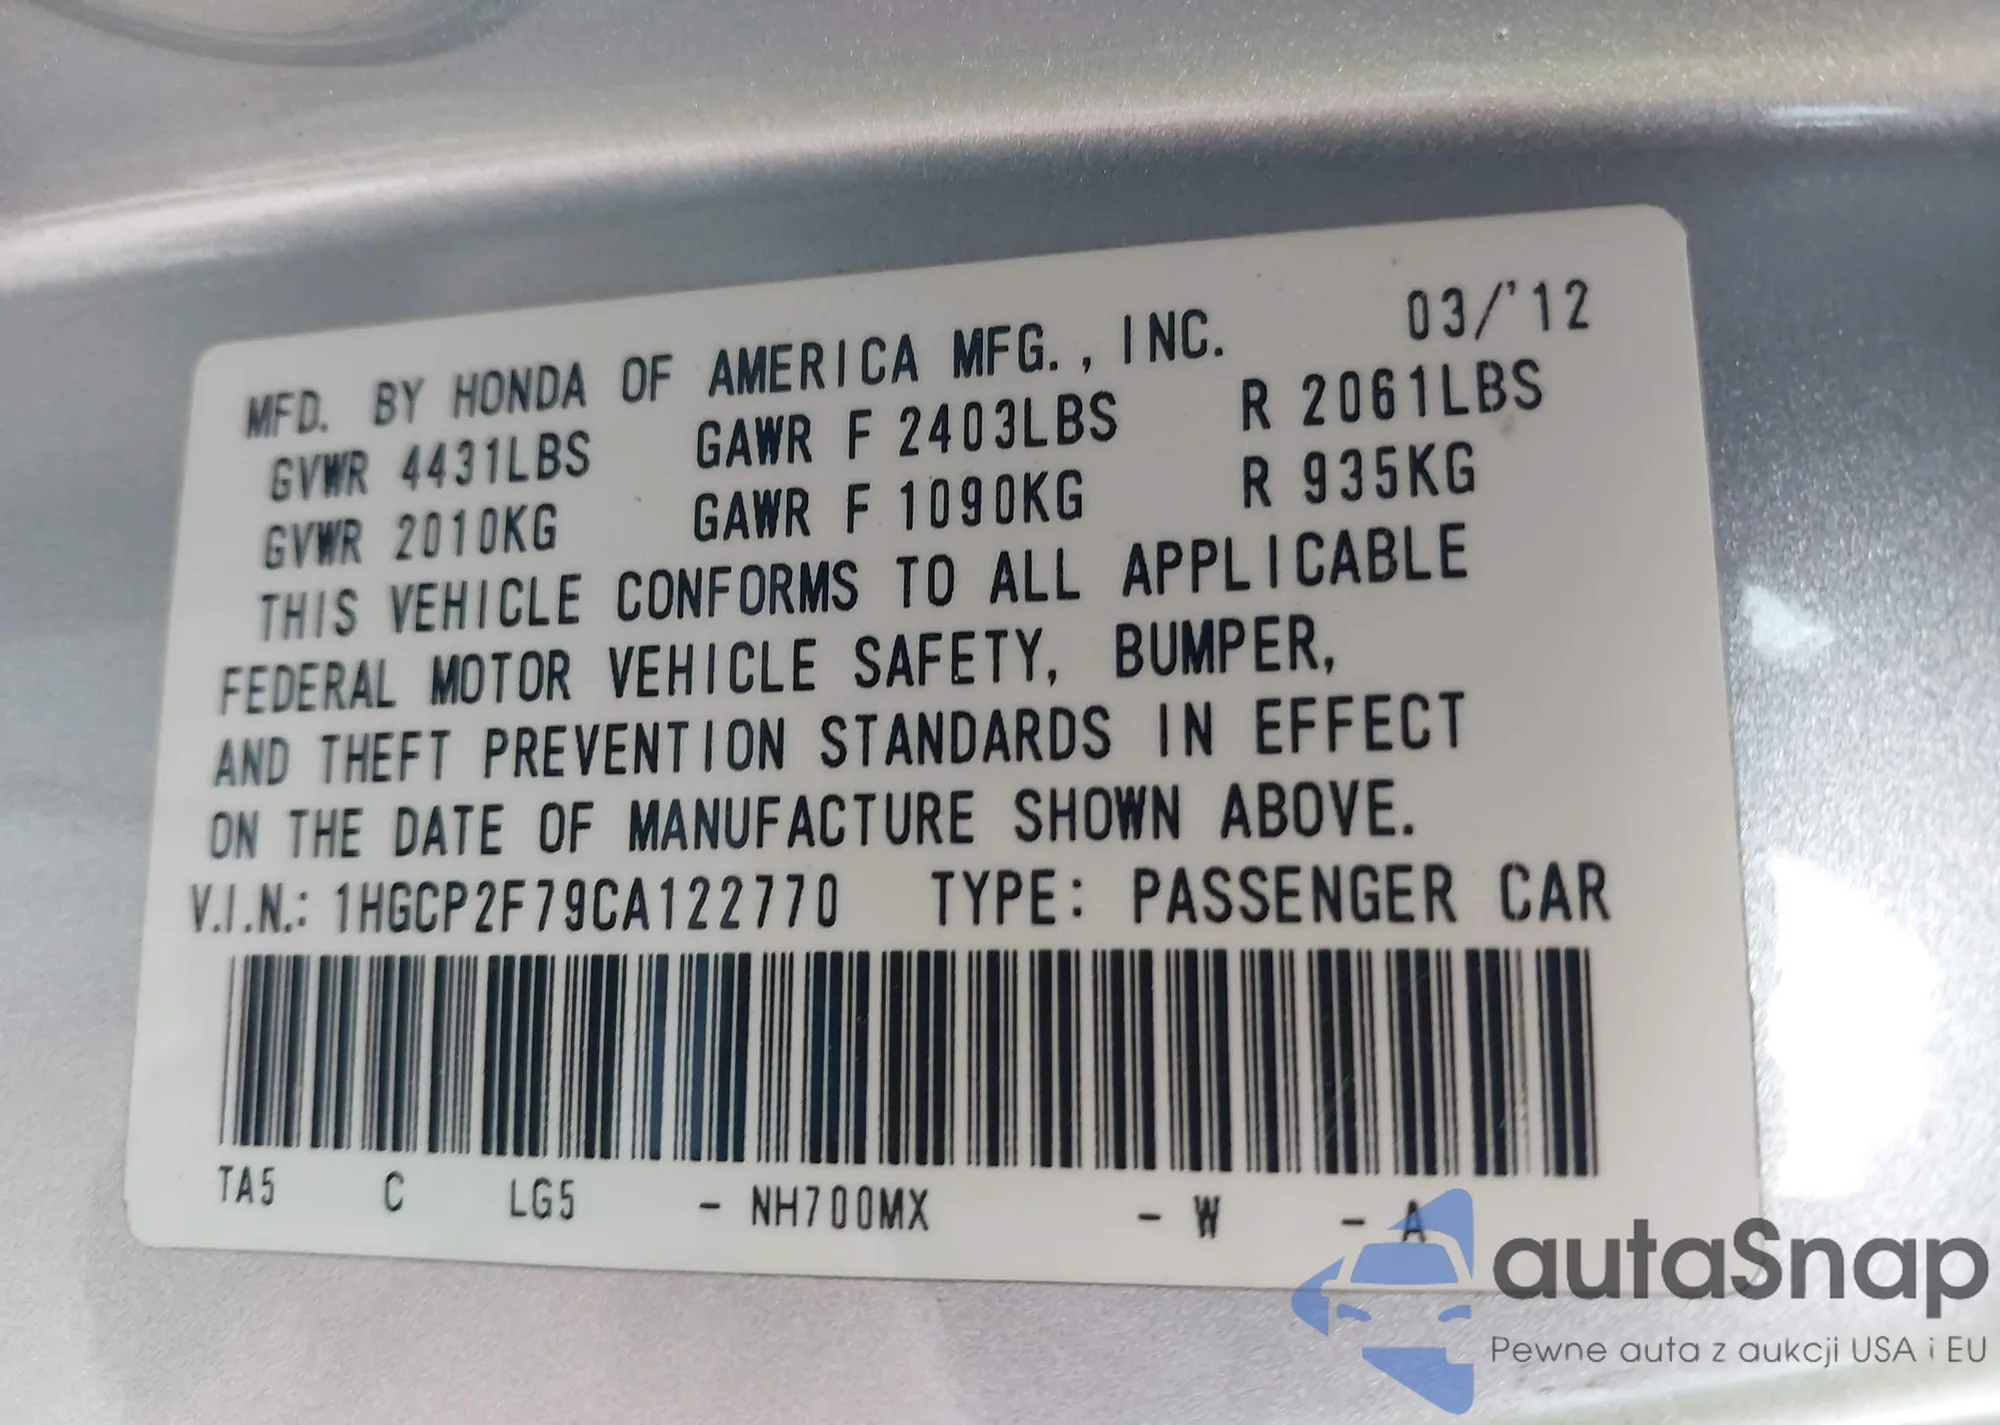 MFD. BY HONDA OF AMERICA MFG., INC. 03/'12
GVWR 4431LBS GAWR F 2403LBS R 2061LBS
GVWR 2010KG GAWR F 1090KG R 935KG
THIS VEHICLE CONFORMS TO ALL APPLICABLE
FEDERAL MOTOR VEHICLE SAFETY, BUMPER,
AND THEFT PREVENTION STANDARDS IN EFFECT
ON THE DATE OF MANUFACTURE SHOWN ABOVE.
V.I.N.: 1HGCP2F79CA122770 TYPE: PASSENGER CAR
TA5 C LG5 - NH700MX - W - A
autaSnap
Pewne auta z aukcji USA i EU